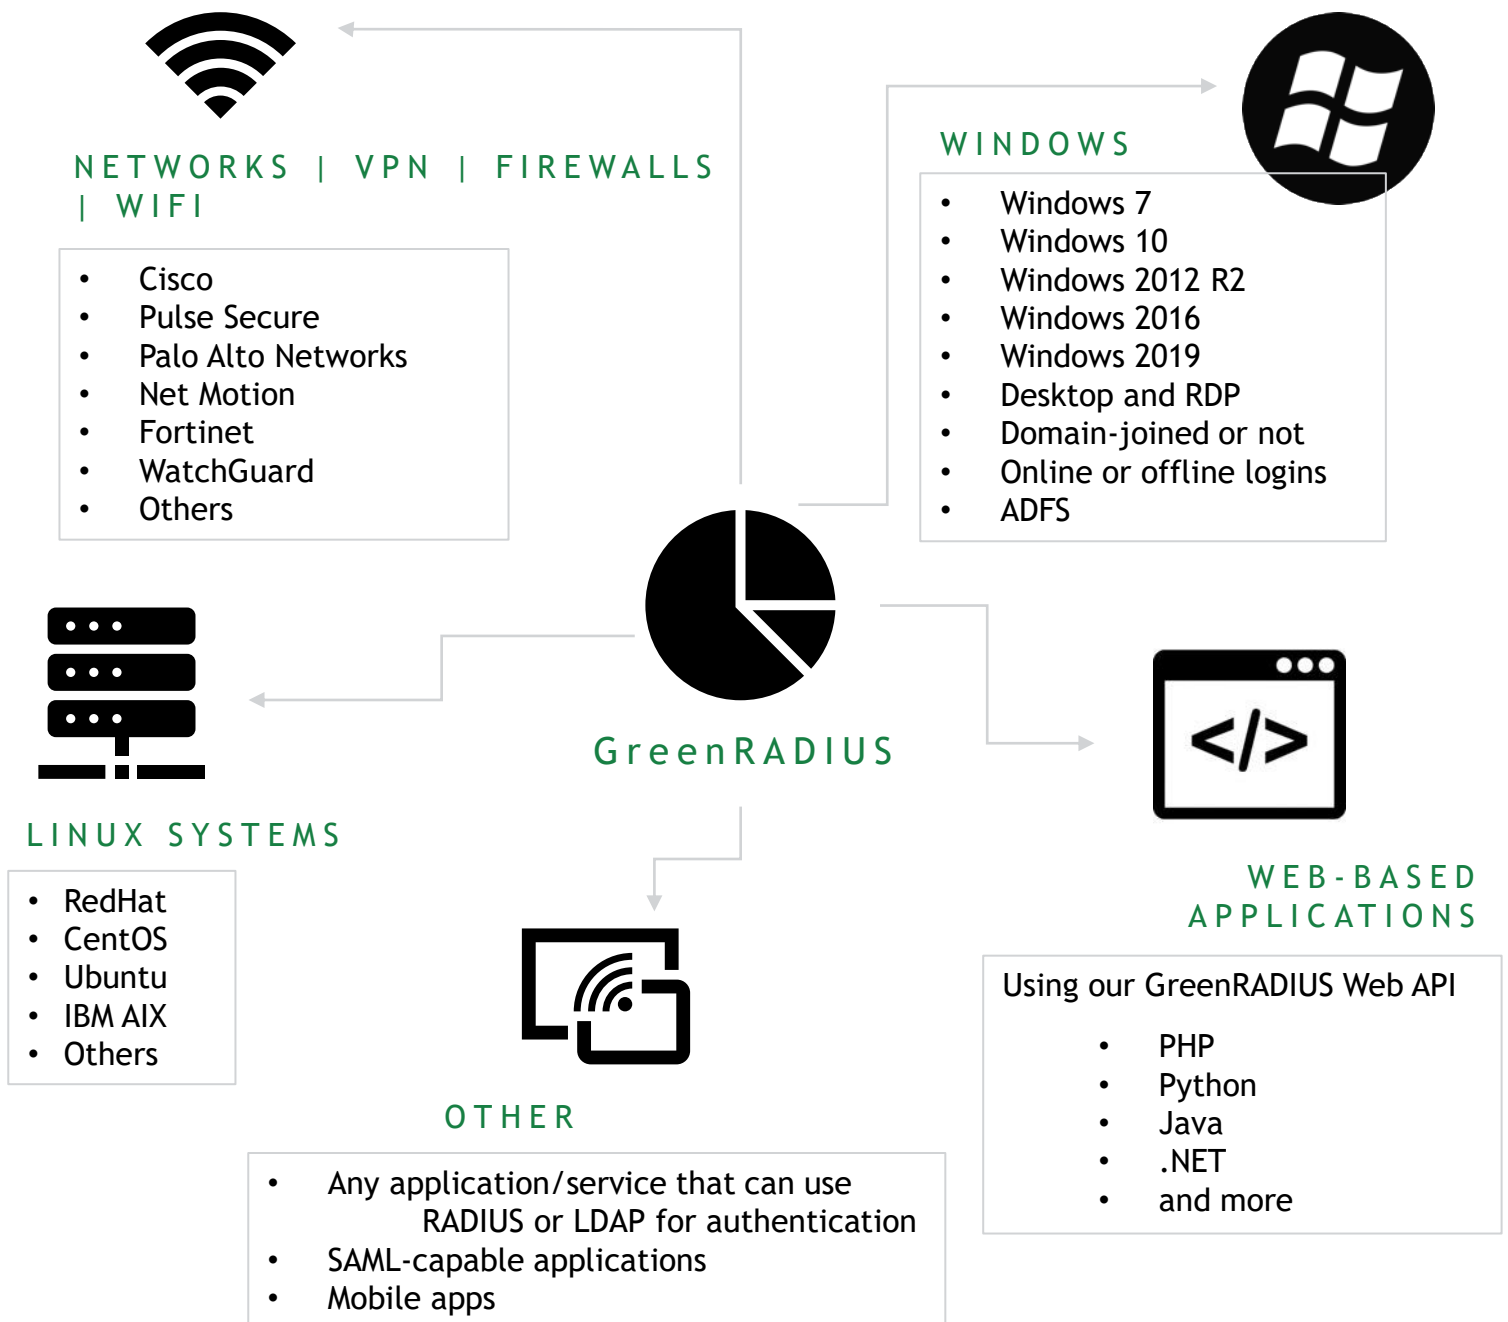 NETWORKS | VPN | FIREWALLS
| WIFI
• Cisco
• Pulse Secure
• Palo Alto Networks
• Net Motion
• Fortinet
• WatchGuard
• Others
WINDOWS
• Windows 7
• Windows 10
• Windows 2012 R2
• Windows 2016
• Windows 2019
• Desktop and RDP
• Domain-joined or not
• Online or offline logins
• ADFS
GreenRADIUS
LINUX SYSTEMS
• RedHat
• CentOS
• Ubuntu
• IBM AIX
• Others
</>
WEB-BASED
APPLICATIONS
Using our GreenRADIUS Web API
• PHP
• Python
• Java
• .NET
• and more
OTHER
• Any application/service that can use
RADIUS or LDAP for authentication
• SAML-capable applications
• Mobile apps